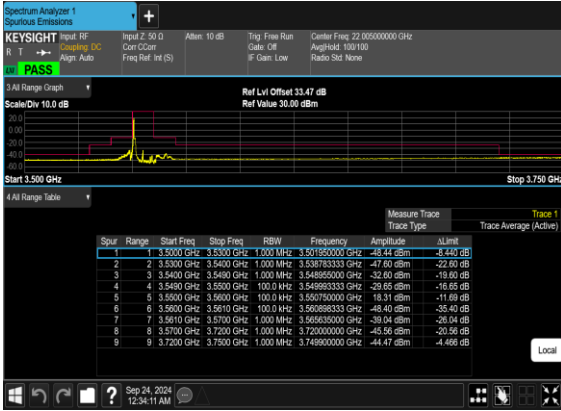 Spectrum Analyzer 1
Spurious Emissions
+
KEYSIGHT Input: RF Input Z: 50 Ω Atten: 10 dB Trig: Free Run Center Freq: 22.005000000 GHz
R T Coupling: DC Corr CCorr Gate: Off Avg|Hold: 100/100
Align: Auto Freq Ref: Int (S) IF Gain: Low Radio Std: None
LXI PASS
3 All Range Graph
Ref Lvl Offset 33.47 dB
Scale/Div 10.0 dB Ref Value 30.00 dBm
20.0
0.00
-20.0
-40.0
-60.0
Start 3.500 GHz Stop 3.750 GHz
4 All Range Table
Measure Trace Trace 1
Trace Type Trace Average (Active)
Spur Range Start Freq Stop Freq RBW Frequency Amplitude ΔLimit
1 1 3.5000 GHz 3.5300 GHz 1.000 MHz 3.501950000 GHz -48.44 dBm -8.440 dB
2 2 3.5300 GHz 3.5400 GHz 1.000 MHz 3.538783333 GHz -47.60 dBm -22.60 dB
3 3 3.5400 GHz 3.5490 GHz 1.000 MHz 3.548955000 GHz -32.60 dBm -19.60 dB
4 4 3.5490 GHz 3.5500 GHz 100.0 kHz 3.549993333 GHz -29.65 dBm -16.65 dB
5 5 3.5500 GHz 3.5600 GHz 100.0 kHz 3.550750000 GHz 18.31 dBm -11.69 dB
6 6 3.5600 GHz 3.5610 GHz 100.0 kHz 3.560898333 GHz -48.40 dBm -35.40 dB
7 7 3.5610 GHz 3.5700 GHz 1.000 MHz 3.565635000 GHz -39.04 dBm -26.04 dB
8 8 3.5700 GHz 3.7200 GHz 1.000 MHz 3.720000000 GHz -45.56 dBm -20.56 dB
9 9 3.7200 GHz 3.7500 GHz 1.000 MHz 3.749900000 GHz -44.47 dBm -4.466 dB
Local
? Sep 24, 2024
12:34:11 AM